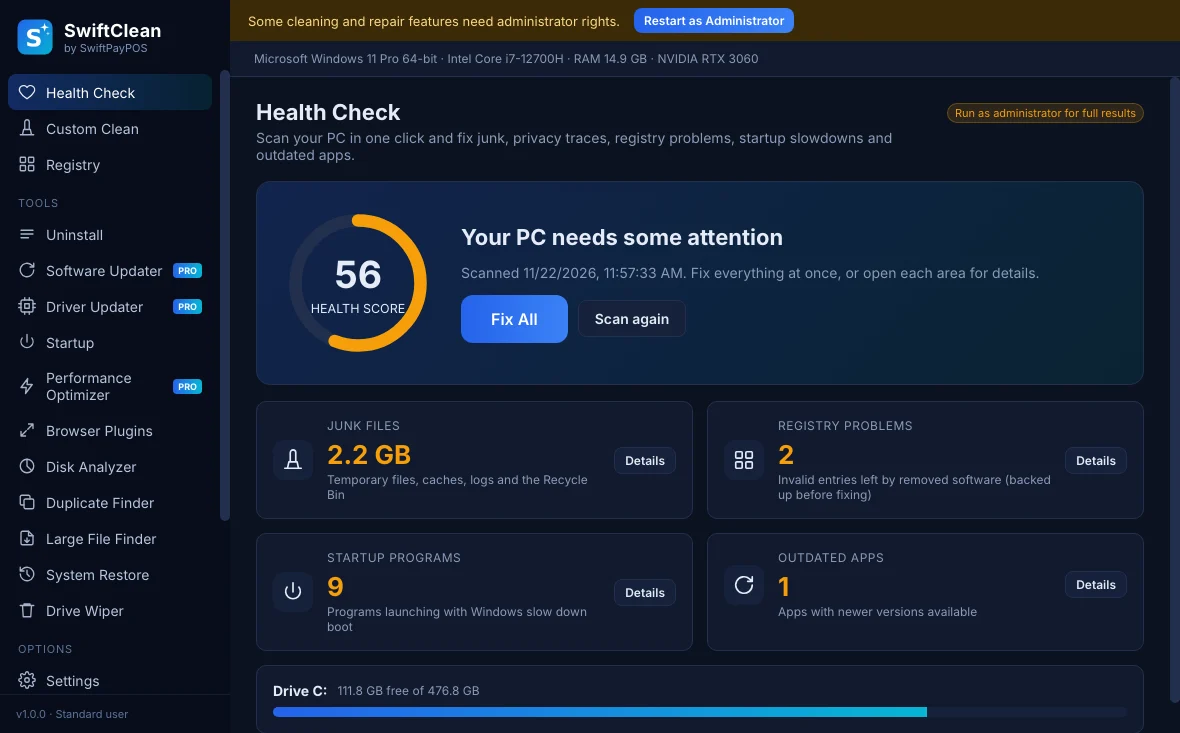 Some cleaning and repair features need administrator rights.
Restart as Administrator
S
SwiftClean
by SwiftPayPOS
Microsoft Windows 11 Pro 64-bit · Intel Core i7-12700H · RAM 14.9 GB · NVIDIA RTX 3060
Health Check
Custom Clean
Registry
TOOLS
Uninstall
Software Updater PRO
Driver Updater PRO
Startup
Performance
Optimizer
PRO
Browser Plugins
Disk Analyzer
Duplicate Finder
Large File Finder
System Restore
Drive Wiper
OPTIONS
Settings
v1.0.0 · Standard user
Health Check
Run as administrator for full results
Scan your PC in one click and fix junk, privacy traces, registry problems, startup slowdowns and
outdated apps.
56
HEALTH SCORE
Your PC needs some attention
Scanned 11/22/2026, 11:57:33 AM. Fix everything at once, or open each area for details.
Fix All
Scan again
JUNK FILES
2.2 GB
Temporary files, caches, logs and the Recycle
Bin
Details
REGISTRY PROBLEMS
2
Invalid entries left by removed software (backed
up before fixing)
Details
STARTUP PROGRAMS
9
Programs launching with Windows slow down
boot
Details
OUTDATED APPS
1
Apps with newer versions available
Details
Drive C: 111.8 GB free of 476.8 GB